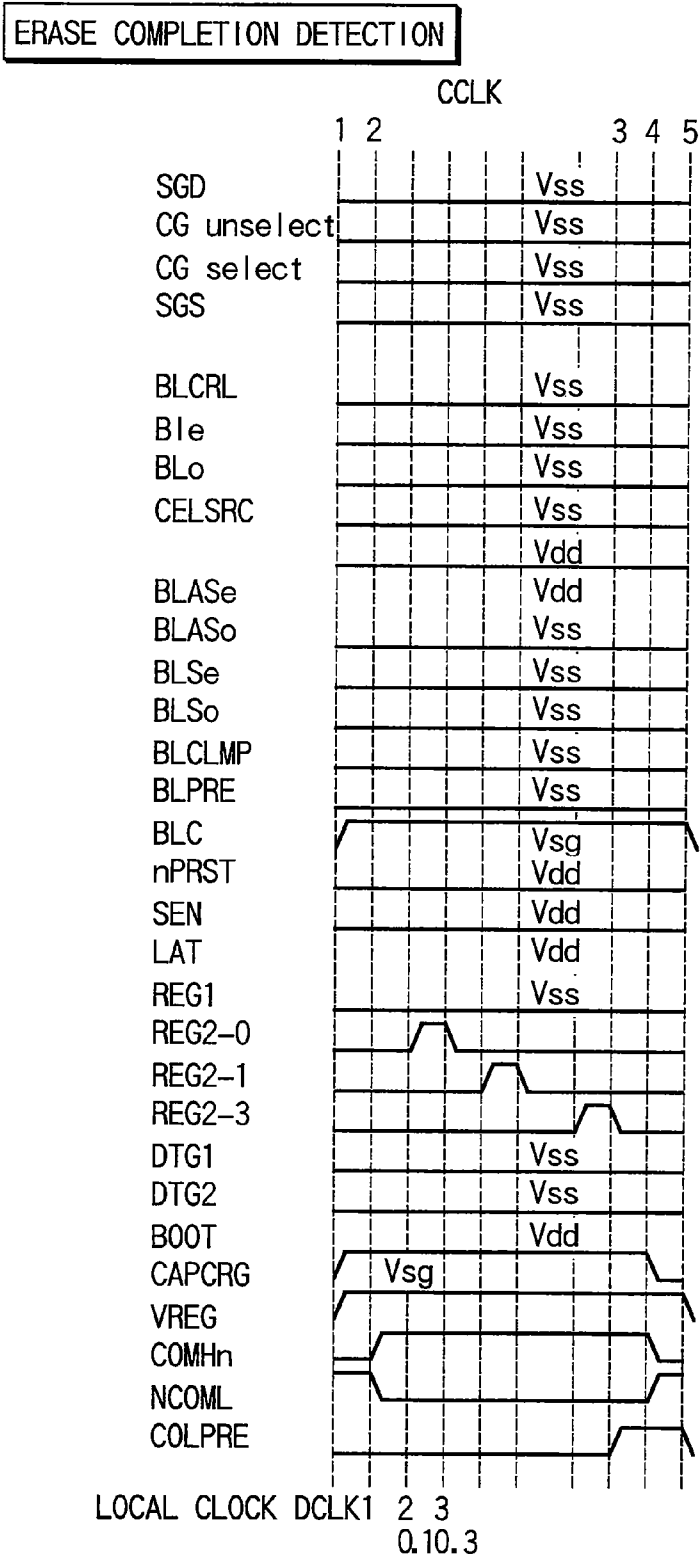 ERASE COMPLETION DETECTION
CCLK
1 2 3 4 5
SGD Vss
CG unselect Vss
CG select Vss
SGS Vss
BLCRL Vss
Ble Vss
BLo Vss
CELSRC Vss
Vdd
BLASe Vdd
BLASo Vss
BLSe Vss
BLSo Vss
BLCLMP Vss
BLPRE Vss
BLC Vsg
nPRST Vdd
SEN Vdd
LAT Vdd
REG1 Vss
REG2-0
REG2-1
REG2-3
DTG1 Vss
DTG2 Vss
BOOT Vdd
CAPCRG Vsg
VREG
COMHn
NCOML
COLPRE
LOCAL CLOCK DCLK1 2 3
0.10.3